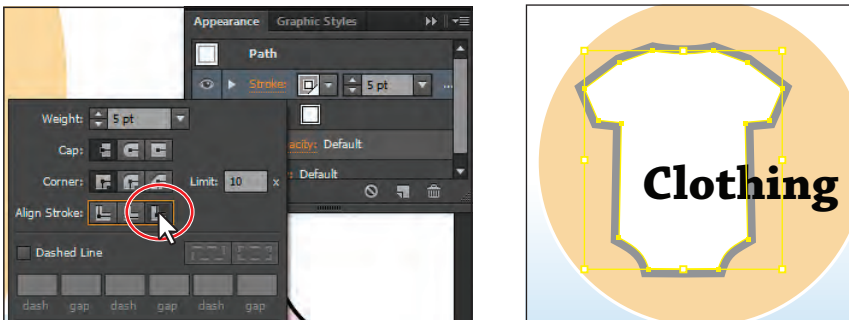 Appearance Graphic Styles
Path
Stroke: 5 pt
Weight: 5 pt
Cap:
acity: Default
Corner: Limit: 10 x
: Default
Align Stroke:
Dashed Line
dash gap dash gap dash gap
Clothing